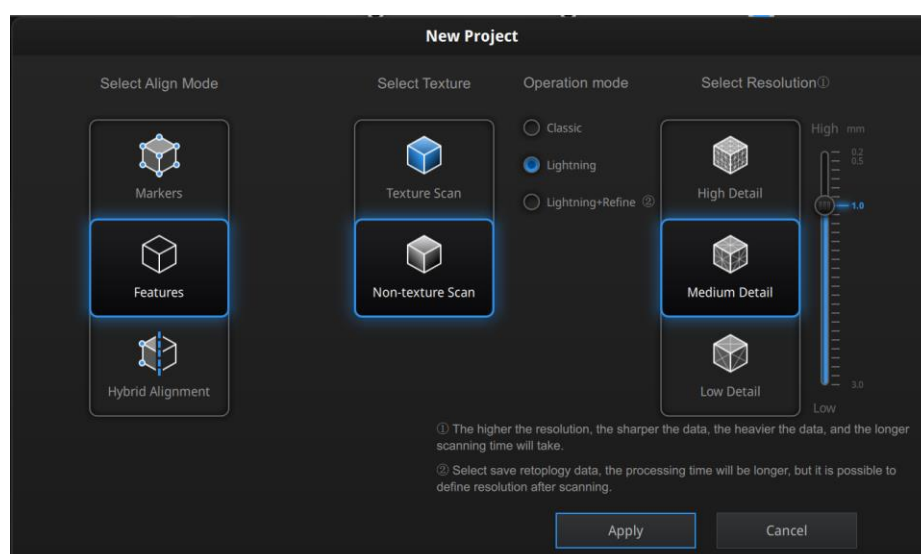 New Project
Select Align Mode
Select Texture
Operation mode
Select Resolution①
Markers
Features
Hybrid Alignment
Texture Scan
Non-texture Scan
Classic
Lightning
Lightning+Refine ②
High Detail
Medium Detail
Low Detail
High mm
0.2
0.5
1.0
3.0
Low
① The higher the resolution, the sharper the data, the heavier the data, and the longer
scanning time will take.
② Select save retoplogy data, the processing time will be longer, but it is possible to
define resolution after scanning.
Apply
Cancel